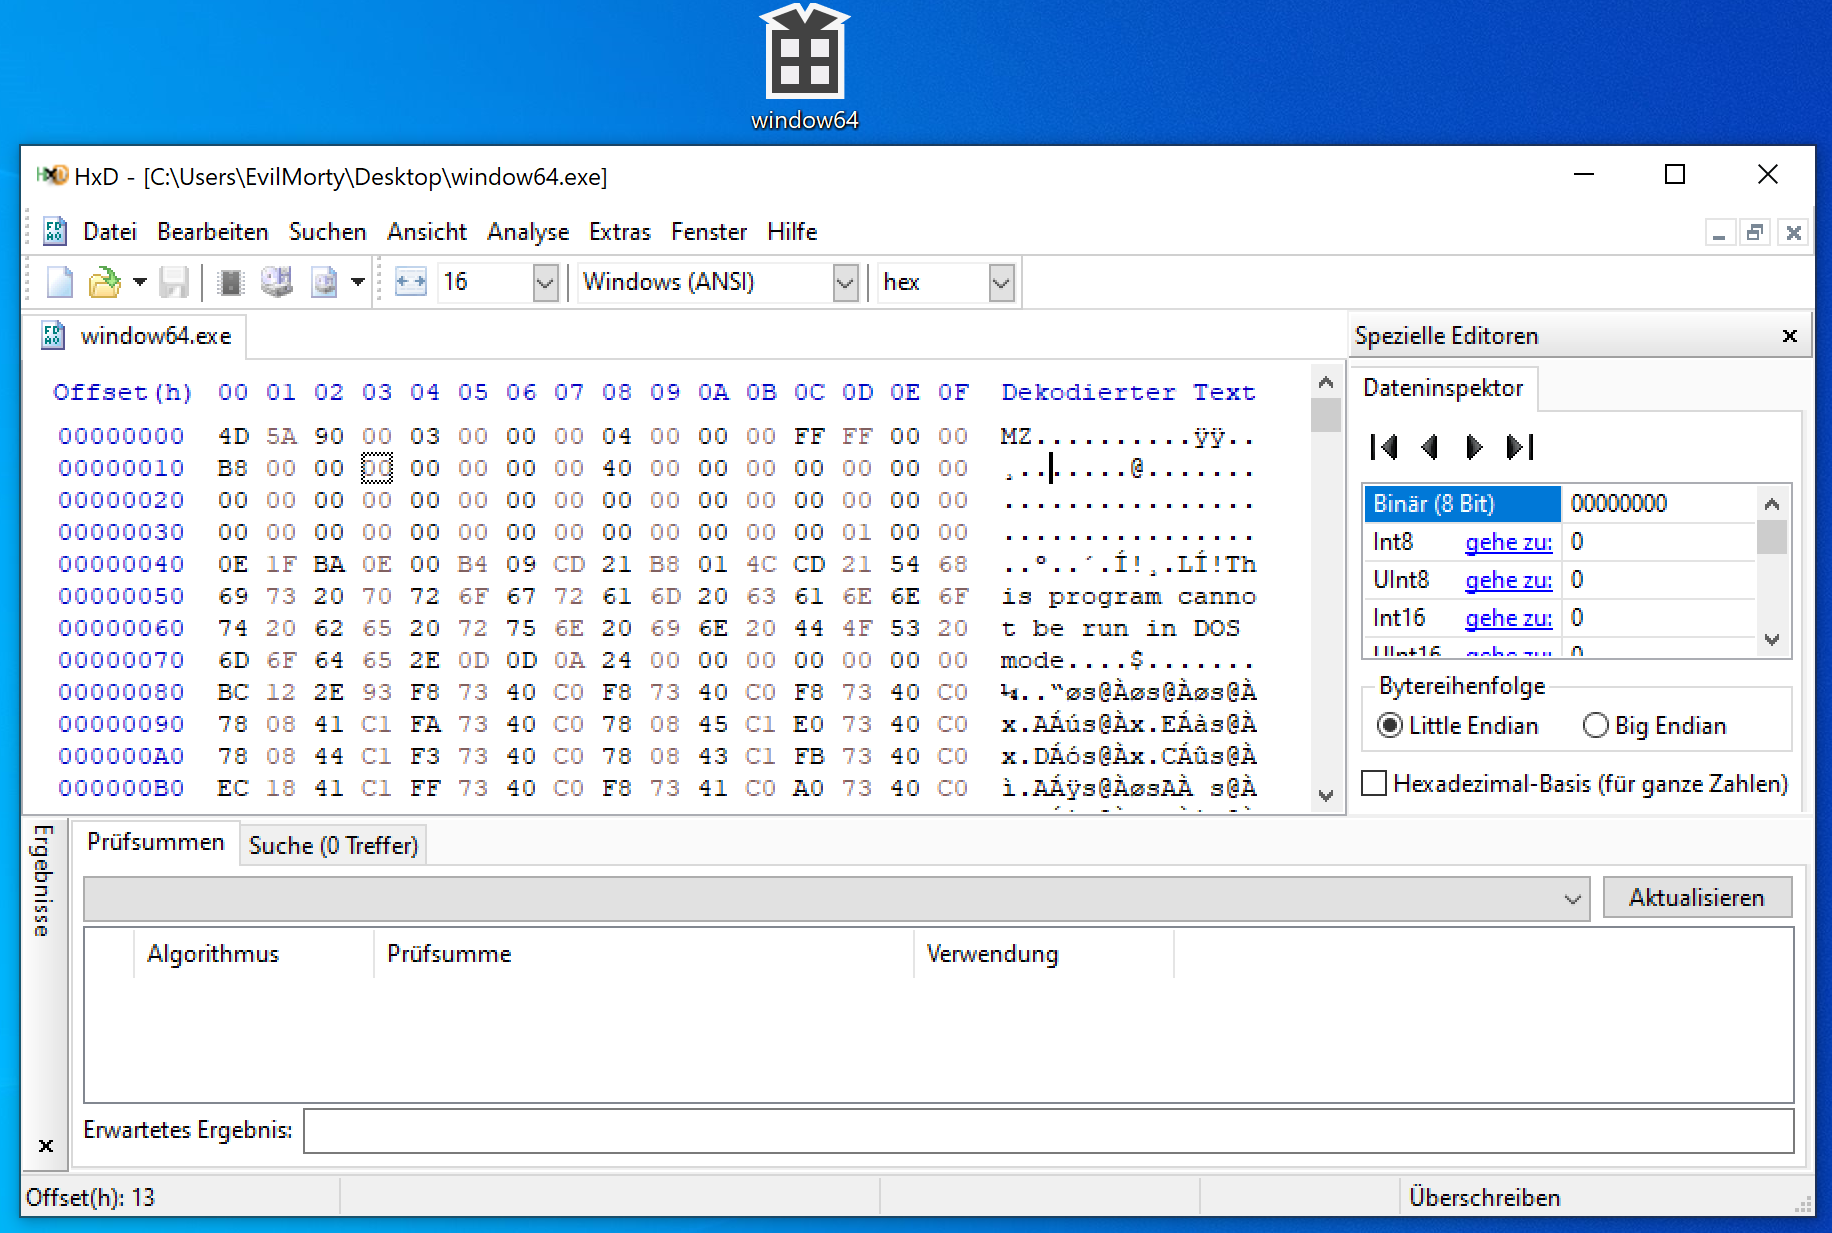 window64
HxD - [C:\Users\EvilMorty\Desktop\window64.exe]
Datei Bearbeiten Suchen Ansicht Analyse Extras Fenster Hilfe
16 Windows (ANSI) hex
window64.exe
Offset(h) 00 01 02 03 04 05 06 07 08 09 0A 0B 0C 0D 0E 0F Dekodierter Text
00000000 4D 5A 90 00 03 00 00 00 04 00 00 00 FF FF 00 00 MZ..........ÿÿ..
00000010 B8 00 00 00 00 00 00 00 40 00 00 00 00 00 00 00 ¸.......@.......
00000020 00 00 00 00 00 00 00 00 00 00 00 00 00 00 00 00 ................
00000030 00 00 00 00 00 00 00 00 00 00 00 00 00 01 00 00 ................
00000040 0E 1F BA 0E 00 B4 09 CD 21 B8 01 4C CD 21 54 68 ..º..´.Í!¸.LÍ!Th
00000050 69 73 20 70 72 6F 67 72 61 6D 20 63 61 6E 6E 6F is program canno
00000060 74 20 62 65 20 72 75 6E 20 69 6E 20 44 4F 53 20 t be run in DOS
00000070 6D 6F 64 65 2E 0D 0D 0A 24 00 00 00 00 00 00 00 mode....$.......
00000080 BC 12 2E 93 F8 73 40 C0 F8 73 40 C0 F8 73 40 C0 ¼..“øs@Àøs@Àøs@À
00000090 78 08 41 C1 FA 73 40 C0 78 08 45 C1 E0 73 40 C0 x.AÁús@Àx.EÁàs@À
000000A0 78 08 44 C1 F3 73 40 C0 78 08 43 C1 FB 73 40 C0 x.DÁós@Àx.CÁûs@À
000000B0 EC 18 41 C1 FF 73 40 C0 F8 73 41 C0 A0 73 40 C0 ì.AÁÿs@ÀøsAÀ s@À
Spezielle Editoren
Dateninspektor
Binär (8 Bit) 00000000
Int8 gehe zu: 0
UInt8 gehe zu: 0
Int16 gehe zu: 0
UInt16 gehe zu: 0
Bytereihenfolge
Little Endian Big Endian
Hexadezimal-Basis (für ganze Zahlen)
Ergebnisse
Prüfsummen Suche (0 Treffer)
Aktualisieren
Algorithmus Prüfsumme Verwendung
Erwartetes Ergebnis:
Offset(h): 13 Überschreiben